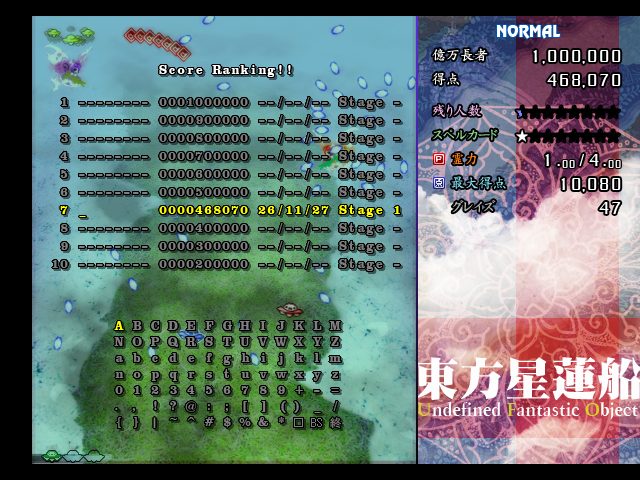 NORMAL
億万長者 1,000,000
得点 468,070
残り人数
スペルカード
P 霊力 1.00/4.00
点 最大得点 10,080
グレイズ 47
Score Ranking!!
1 -------- 0001000000 --/--/-- Stage -
2 -------- 0000900000 --/--/-- Stage -
3 -------- 0000800000 --/--/-- Stage -
4 -------- 0000700000 --/--/-- Stage -
5 -------- 0000600000 --/--/-- Stage -
6 -------- 0000500000 --/--/-- Stage -
7 _ 0000468070 26/11/27 Stage 1
8 -------- 0000400000 --/--/-- Stage -
9 -------- 0000300000 --/--/-- Stage -
10 -------- 0000200000 --/--/-- Stage -
A B C D E F G H I J K L M
N O P Q R S T U V W X Y Z
a b c d e f g h i j k l m
n o p q r s t u v w x y z
0 1 2 3 4 5 6 7 8 9 + - =
. , ! ? @ : ; [ ] ( ) _ /
{ } | ~ ^ # $ % & * □ BS 終
東方星蓮船
Undefined Fantastic Object